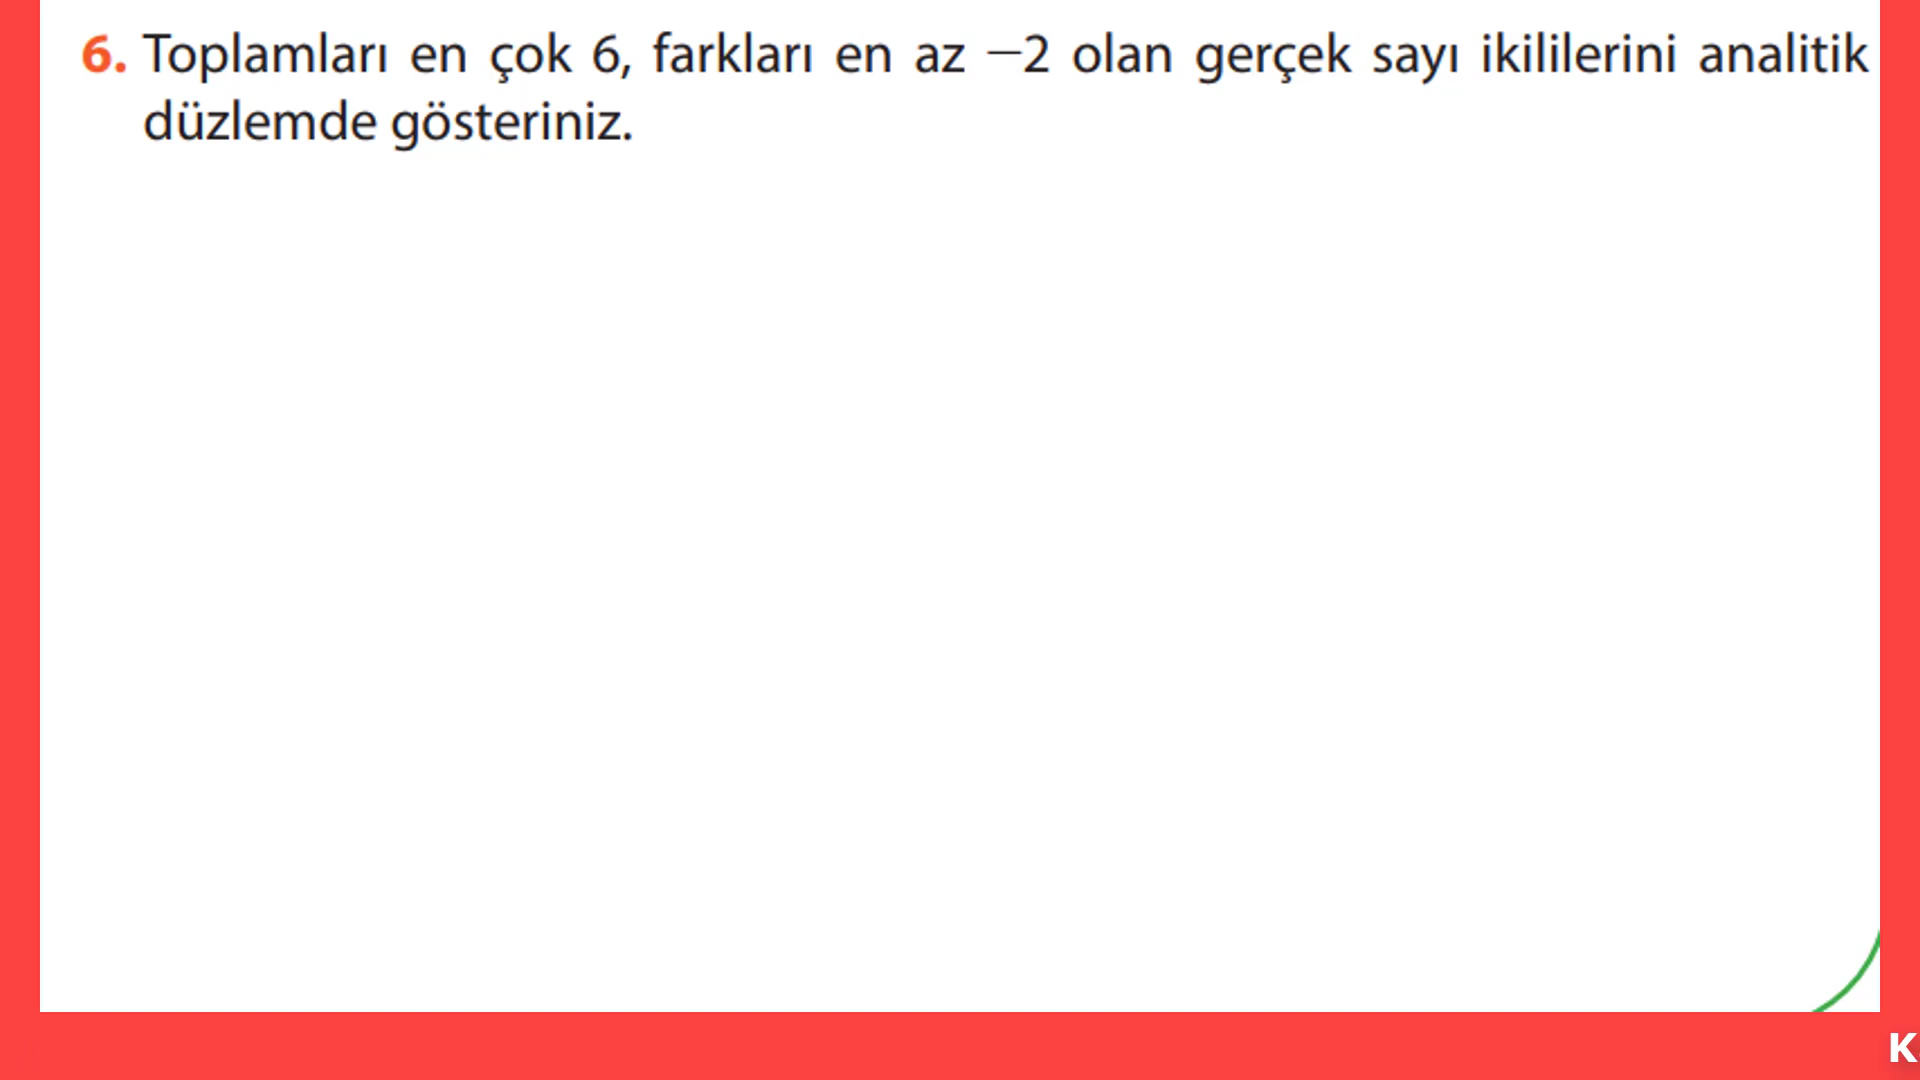 6. Toplamları en çok 6, farkları en az −2 olan gerçek sayı ikililerini analitik
düzlemde gösteriniz.
K